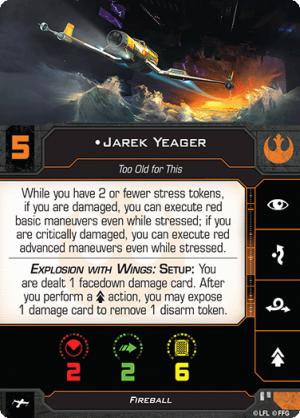 5
•Jarek Yeager
Too Old for This
While you have 2 or fewer stress tokens,
if you are damaged, you can execute red
basic maneuvers even while stressed; if you
are critically damaged, you can execute red
advanced maneuvers even while stressed.
Explosion with Wings: Setup: You
are dealt 1 facedown damage card. After
you perform a action, you may expose
1 damage card to remove 1 disarm token.
2 2 6
Fireball
©LFL ©FFG